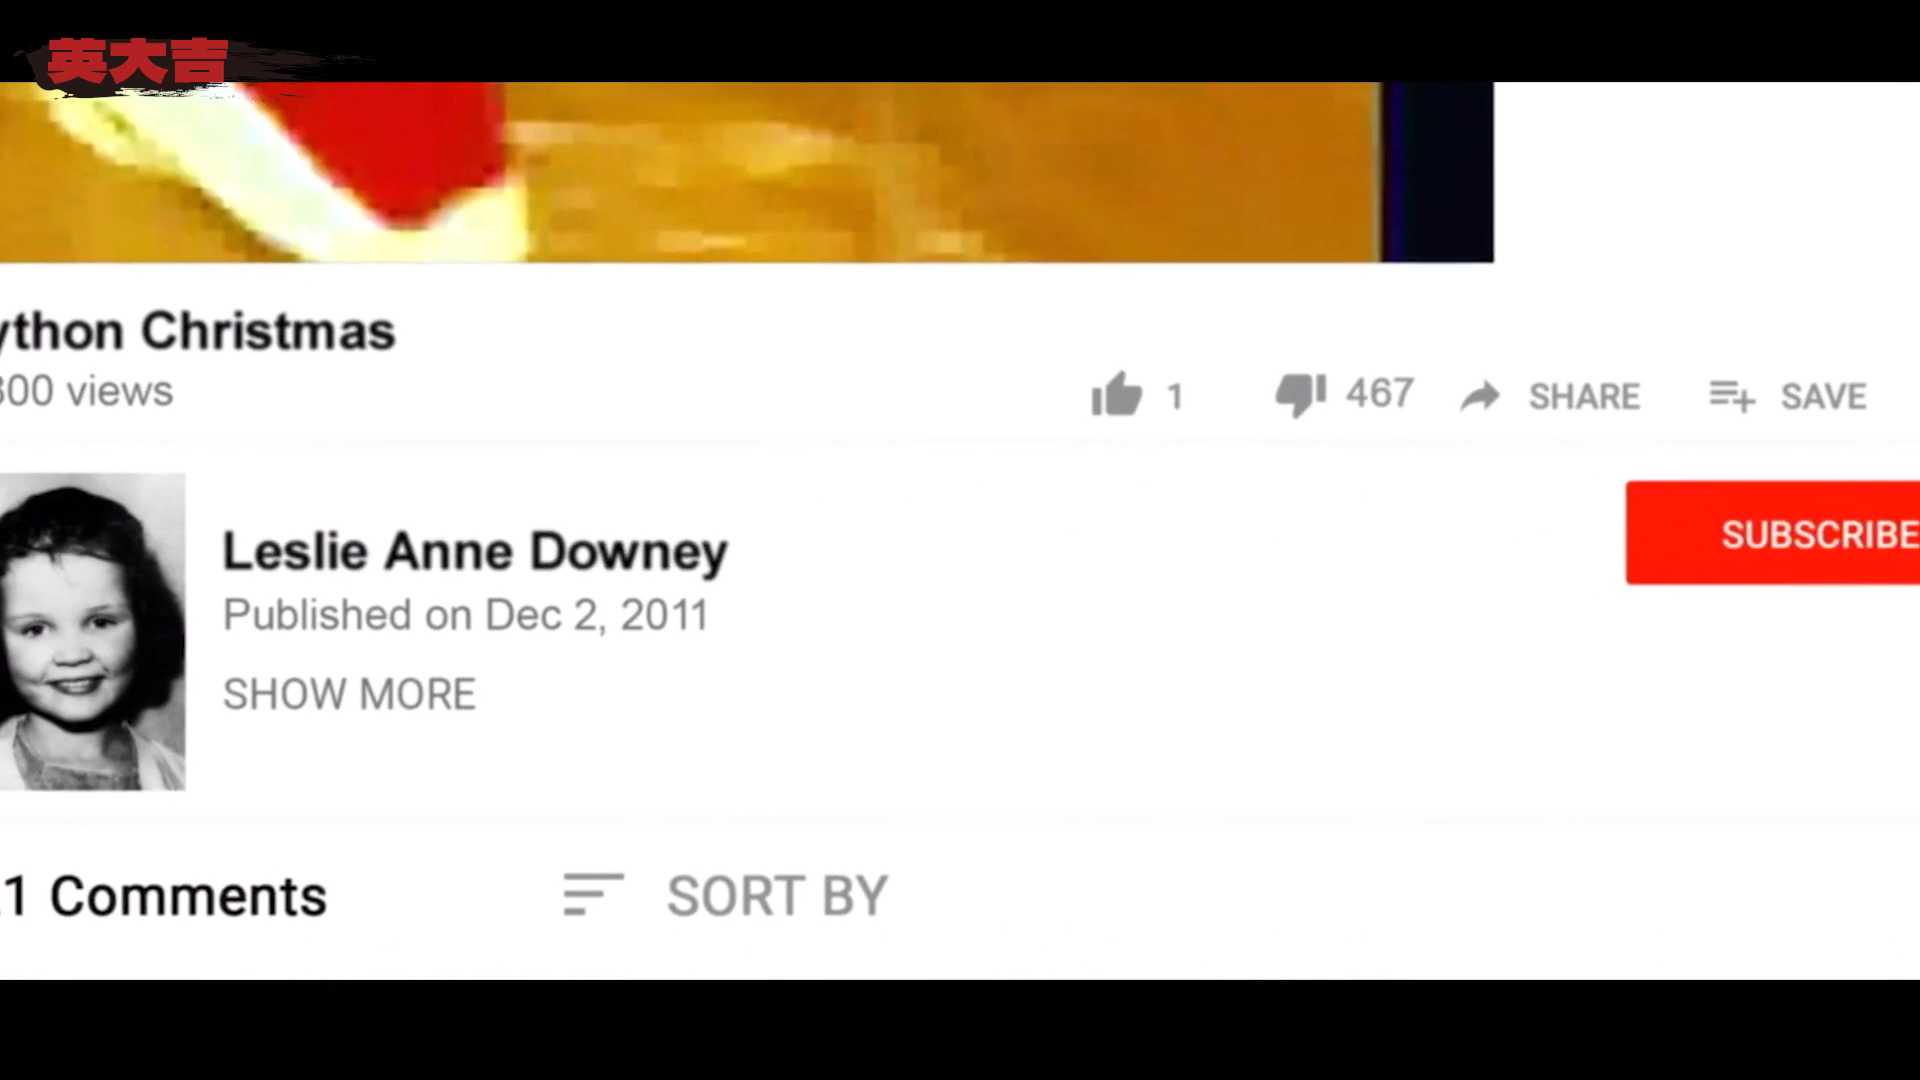 英大吉
ython Christmas
300 views
1
467
SHARE
SAVE
Leslie Anne Downey
SUBSCRIBE
Published on Dec 2, 2011
SHOW MORE
1 Comments
SORT BY